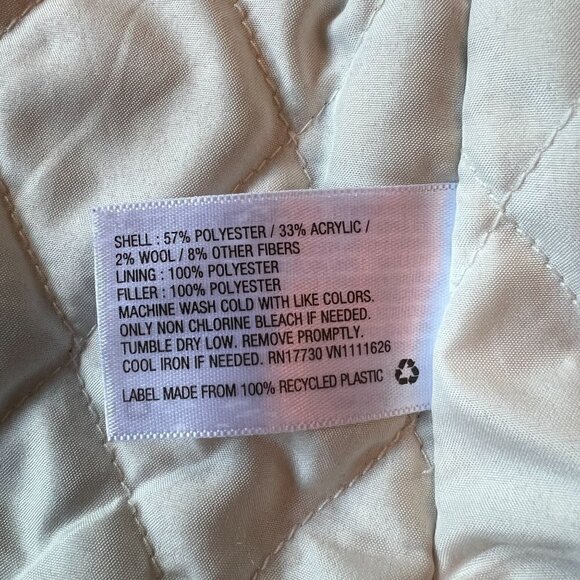 SHELL : 57% POLYESTER / 33% ACRYLIC /
2% WOOL / 8% OTHER FIBERS
LINING : 100% POLYESTER
FILLER : 100% POLYESTER
MACHINE WASH COLD WITH LIKE COLORS.
ONLY NON CHLORINE BLEACH IF NEEDED.
TUMBLE DRY LOW. REMOVE PROMPTLY.
COOL IRON IF NEEDED. RN17730 VN1111626
LABEL MADE FROM 100% RECYCLED PLASTIC